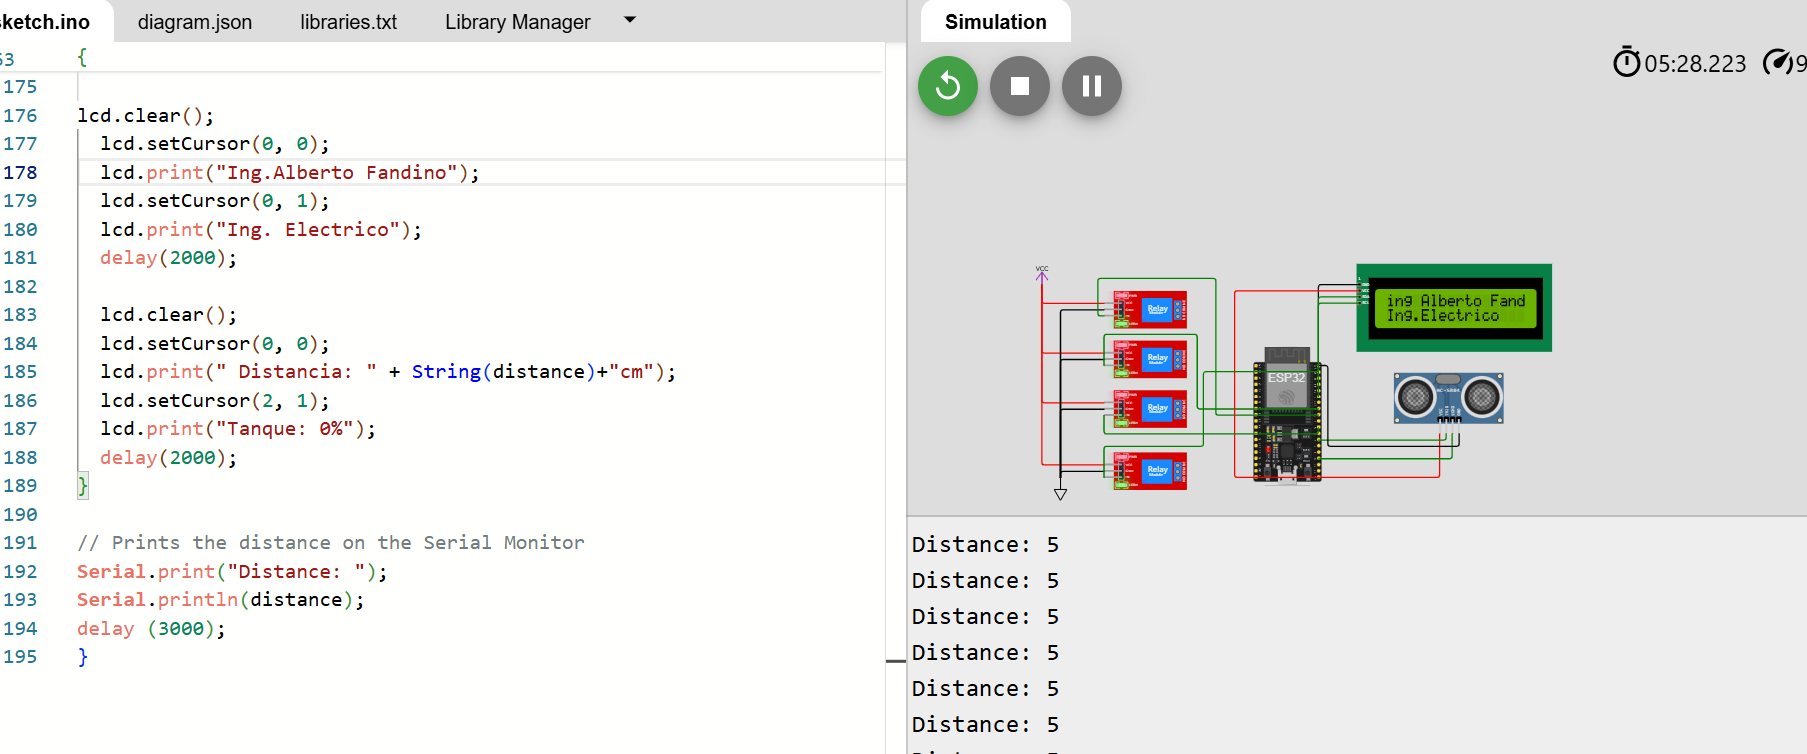 sketch.ino
diagram.json
libraries.txt
Library Manager
53 {
175
176 lcd.clear();
177 lcd.setCursor(0, 0);
178 lcd.print("Ing.Alberto Fandino");
179 lcd.setCursor(0, 1);
180 lcd.print("Ing. Electrico");
181 delay(2000);
182
183 lcd.clear();
184 lcd.setCursor(0, 0);
185 lcd.print(" Distancia: " + String(distance)+"cm");
186 lcd.setCursor(2, 1);
187 lcd.print("Tanque: 0%");
188 delay(2000);
189 }
190
191 // Prints the distance on the Serial Monitor
192 Serial.print("Distance: ");
193 Serial.println(distance);
194 delay (3000);
195 }
Simulation
05:28.223
9
VCC
Relay
Relay
Relay
Relay
ESP32
ing Alberto Fand
Ing.Electrico
HC-SR04
Distance: 5
Distance: 5
Distance: 5
Distance: 5
Distance: 5
Distance: 5